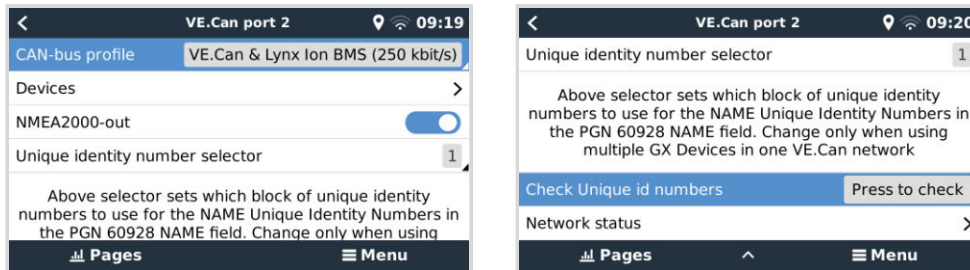 VE.Can port 2
09:19
CAN-bus profile
VE.Can & Lynx Ion BMS (250 kbit/s)
Devices
NMEA2000-out
Unique identity number selector
1
Above selector sets which block of unique identity
numbers to use for the NAME Unique Identity Numbers in
the PGN 60928 NAME field. Change only when using
Pages
Menu
VE.Can port 2
09:20
Unique identity number selector
1
Above selector sets which block of unique identity
numbers to use for the NAME Unique Identity Numbers in
the PGN 60928 NAME field. Change only when using
multiple GX Devices in one VE.Can network
Check Unique id numbers
Press to check
Network status
Pages
Menu